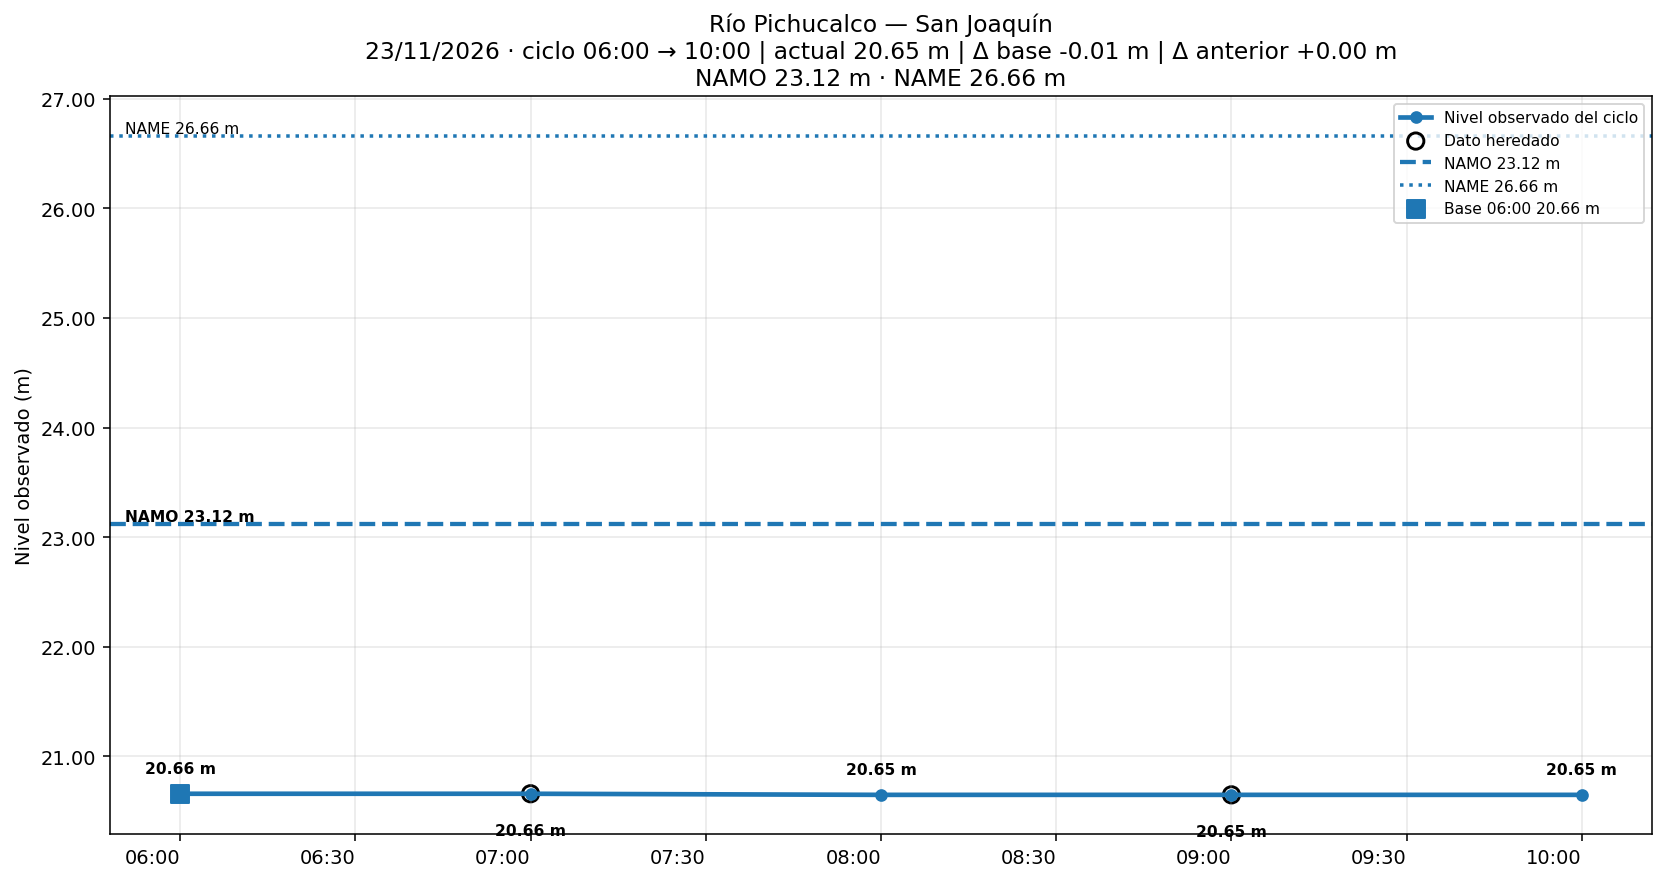 Río Pichucalco — San Joaquín
23/11/2026 · ciclo 06:00 → 10:00 | actual 20.65 m | Δ base -0.01 m | Δ anterior +0.00 m
NAMO 23.12 m · NAME 26.66 m
Nivel observado (m)
27.00
26.00
25.00
24.00
23.00
22.00
21.00
NAME 26.66 m
NAMO 23.12 m
Nivel observado del ciclo
Dato heredado
NAMO 23.12 m
NAME 26.66 m
Base 06:00 20.66 m
20.66 m
20.66 m
20.65 m
20.65 m
20.65 m
06:00
06:30
07:00
07:30
08:00
08:30
09:00
09:30
10:00